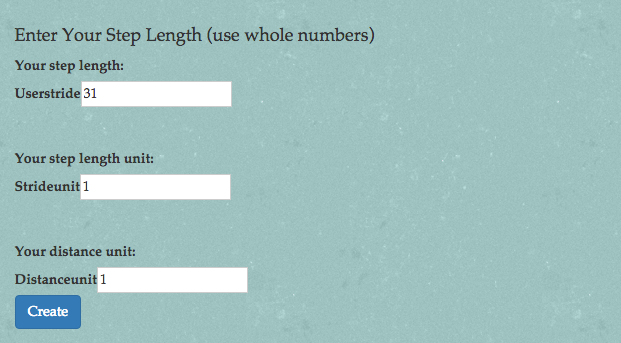 Enter Your Step Length (use whole numbers)
Your step length:
Userstride 31
Your step length unit:
Strideunit 1
Your distance unit:
Distanceunit 1
Create